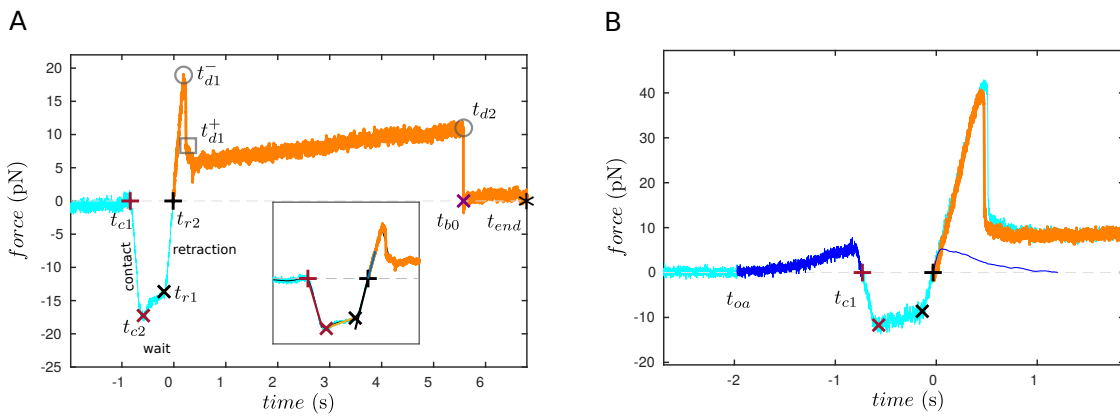 A
B
force (pN)
20
15
10
5
0
-5
-10
-15
-20
-25
t_{d1}^{-}
t_{d1}^{+}
t_{d2}
t_{c1}
t_{r2}
t_{b0}
t_{end}
contact
retraction
t_{r1}
t_{c2}
wait
-1
0
1
2
3
4
5
6
time (s)
force (pN)
40
30
20
10
0
-10
-20
t_{oa}
t_{c1}
-2
-1
0
1
time (s)